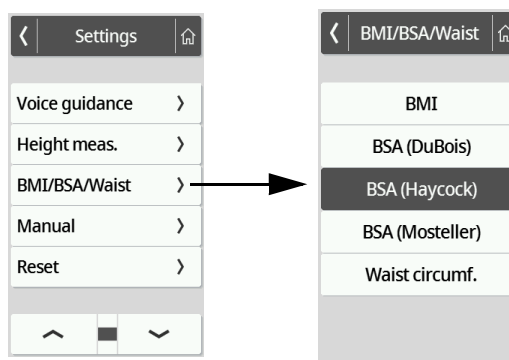 Settings
Voice guidance
Height meas.
BMI/BSA/Waist
Manual
Reset
BMI/BSA/Waist
BMI
BSA (DuBois)
BSA (Haycock)
BSA (Mosteller)
Waist circumf.